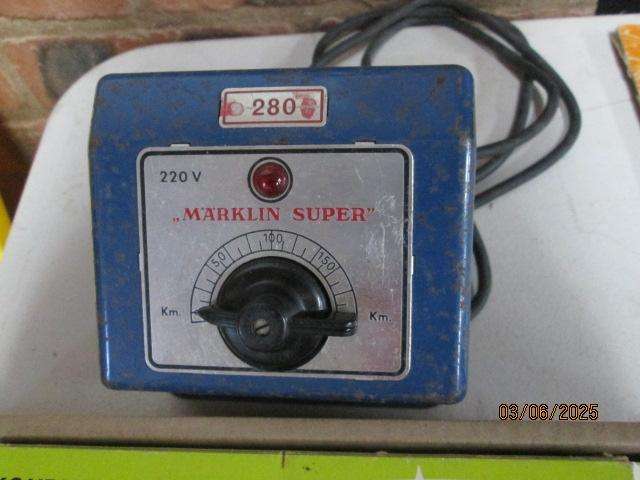 280
220 V
„MÄRKLIN SUPER”
50 100 150
Km. Km.
03/06/2025